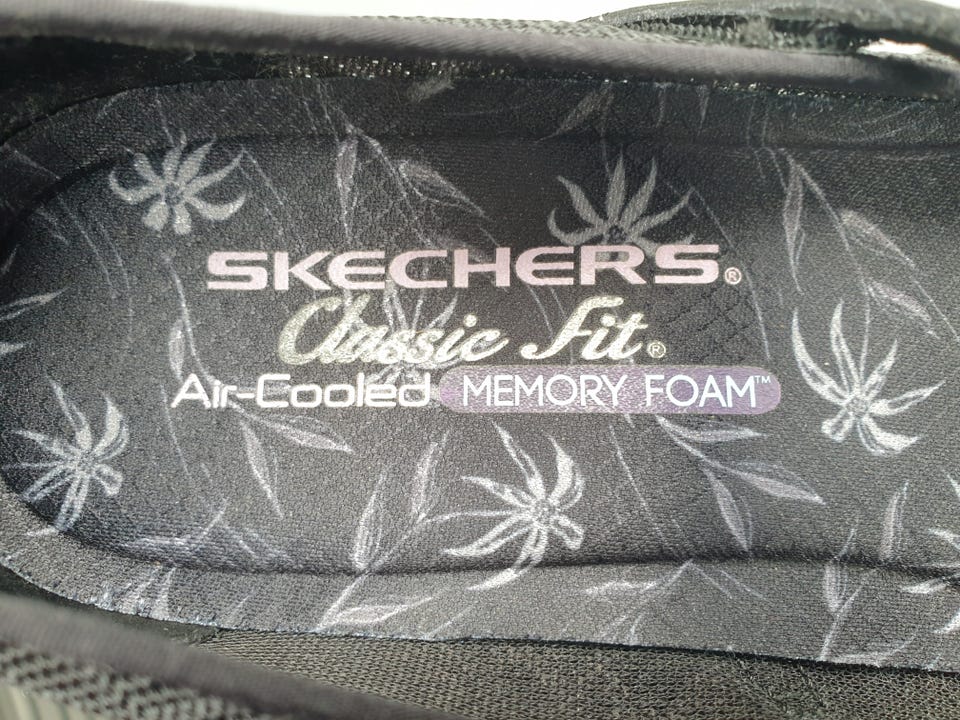 SKECHERS®
Classic Fit®
Air-Cooled MEMORY FOAM™